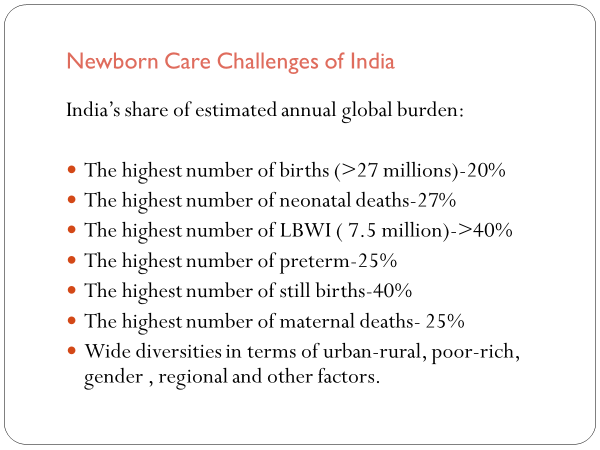 Newborn Care Challenges of India
India's share of estimated annual global burden:
• The highest number of births (>27 millions)-20%
• The highest number of neonatal deaths-27%
• The highest number of LBWI ( 7.5 million)->40%
• The highest number of preterm-25%
• The highest number of still births-40%
• The highest number of maternal deaths- 25%
• Wide diversities in terms of urban-rural, poor-rich,
gender , regional and other factors.